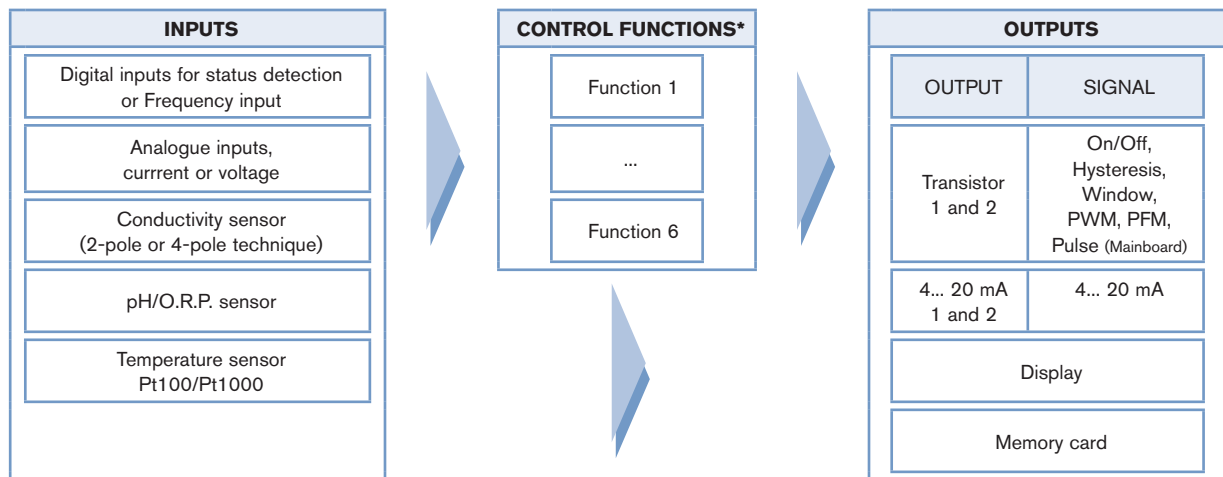 INPUTS
Digital inputs for status detection
or Frequency input
Analogue inputs,
currrent or voltage
Conductivity sensor
(2-pole or 4-pole technique)
pH/O.R.P. sensor
Temperature sensor
Pt100/Pt1000
CONTROL FUNCTIONS*
Function 1
...
Function 6
OUTPUTS
OUTPUT
SIGNAL
Transistor
1 and 2
On/Off,
Hysteresis,
Window,
PWM, PFM,
Pulse (Mainboard)
4... 20 mA
1 and 2
4... 20 mA
Display
Memory card